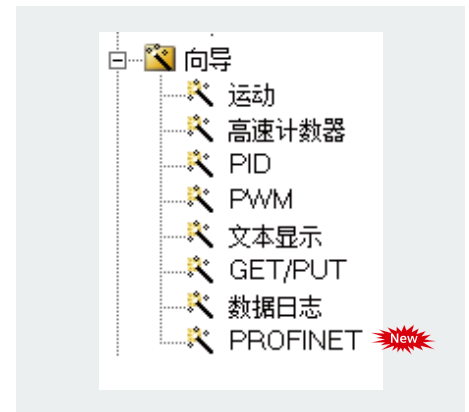 向导
运动
高速计数器
PID
PWM
文本显示
GET/PUT
数据日志
PROFINET New